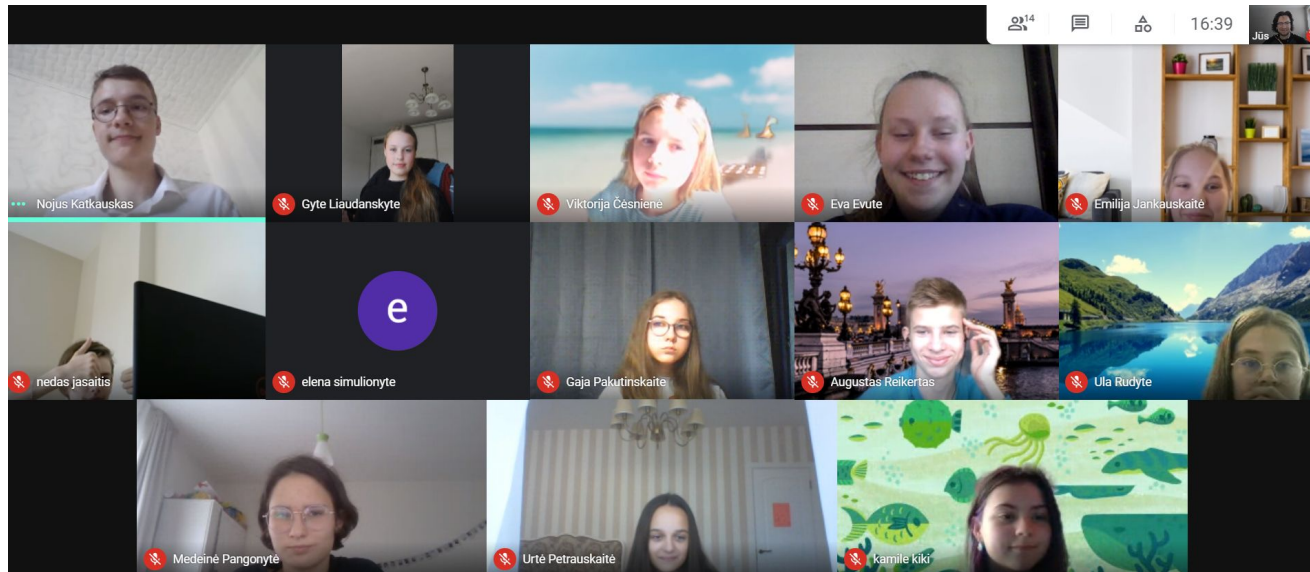 14
16:39
Jūs
Nojus Katkauskas
Gyte Liaudanskyte
Viktorija Čėsnienė
Eva Evute
Emilija Jankauskaitė
nedas jasaitis
e
elena simulionyte
Gaja Pakutinskaite
Augustas Reikertas
Ula Rudyte
Medeinė Pangonytė
Urtė Petrauskaitė
kamile kiki